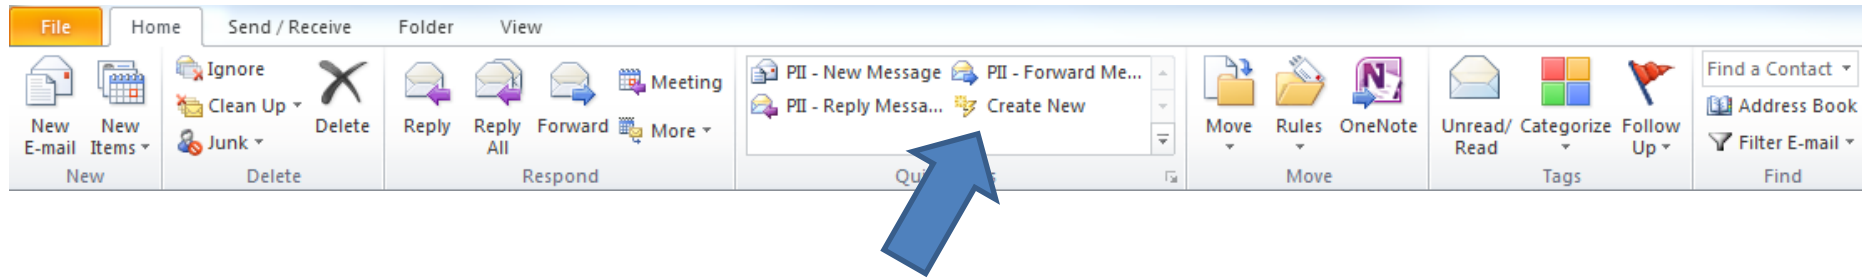 File Home Send / Receive Folder View
New E-mail
New Items
New
Ignore
Clean Up
Junk
Delete
Delete
Reply
Reply All
Forward
Meeting
More
Respond
PII - New Message PII - Forward Me...
PII - Reply Messa... Create New
Move
Rules
OneNote
Move
Unread/ Read
Categorize
Follow Up
Tags
Find a Contact
Address Book
Filter E-mail
Find